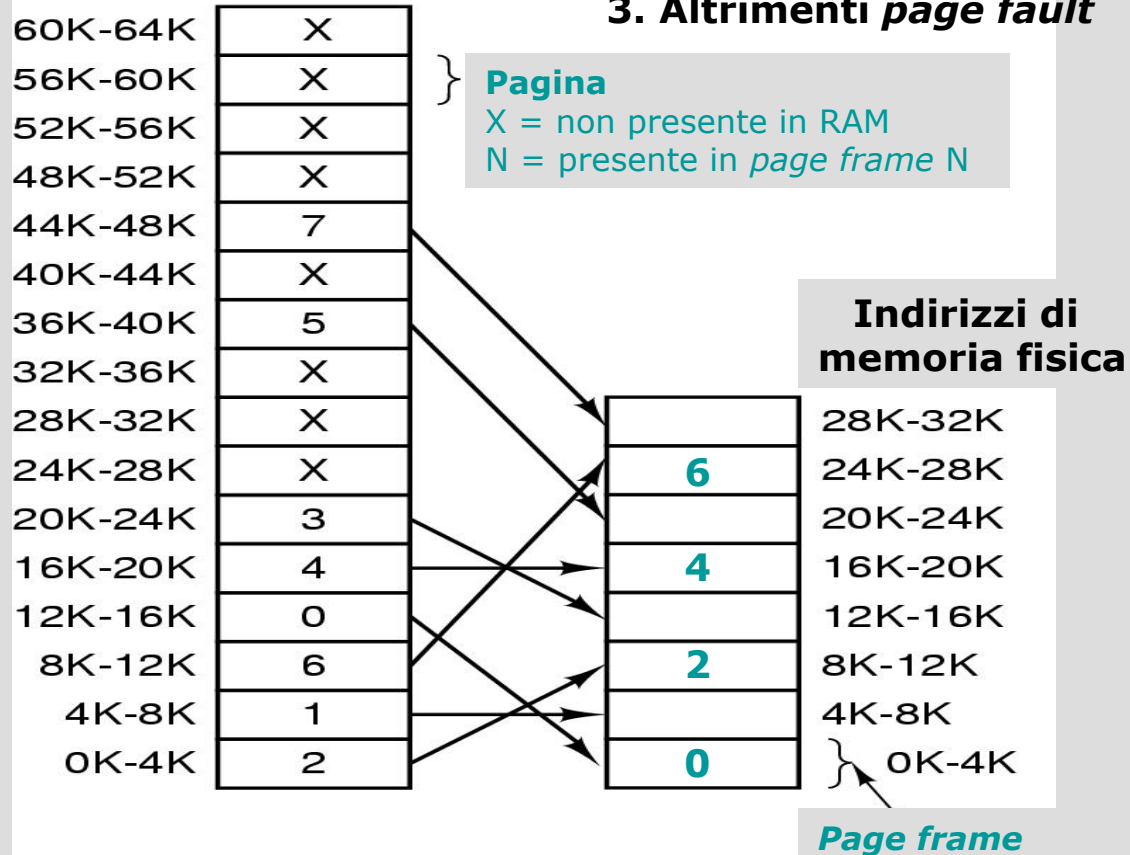 3. Altrimenti page fault
60K-64K X
56K-60K X
Pagina
X = non presente in RAM
N = presente in page frame N
52K-56K X
48K-52K X
44K-48K 7
40K-44K X
36K-40K 5
32K-36K X
28K-32K X
24K-28K X
20K-24K 3
16K-20K 4
12K-16K 0
8K-12K 6
4K-8K 1
0K-4K 2
Indirizzi di
memoria fisica
28K-32K
6 24K-28K
20K-24K
4 16K-20K
12K-16K
2 8K-12K
4K-8K
0 0K-4K
Page frame